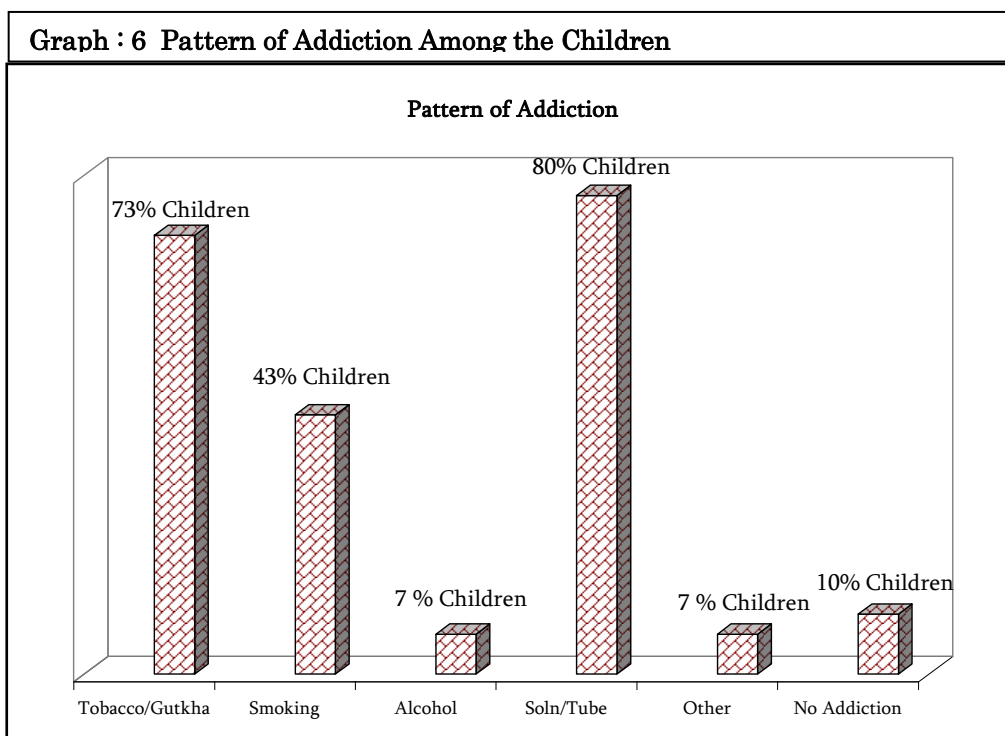 Graph : 6 Pattern of Addiction Among the Children
Pattern of Addiction
80% Children
73% Children
43% Children
7 % Children
7 % Children
10% Children
Tobacco/Gutkha Smoking Alcohol Soln/Tube Other No Addiction